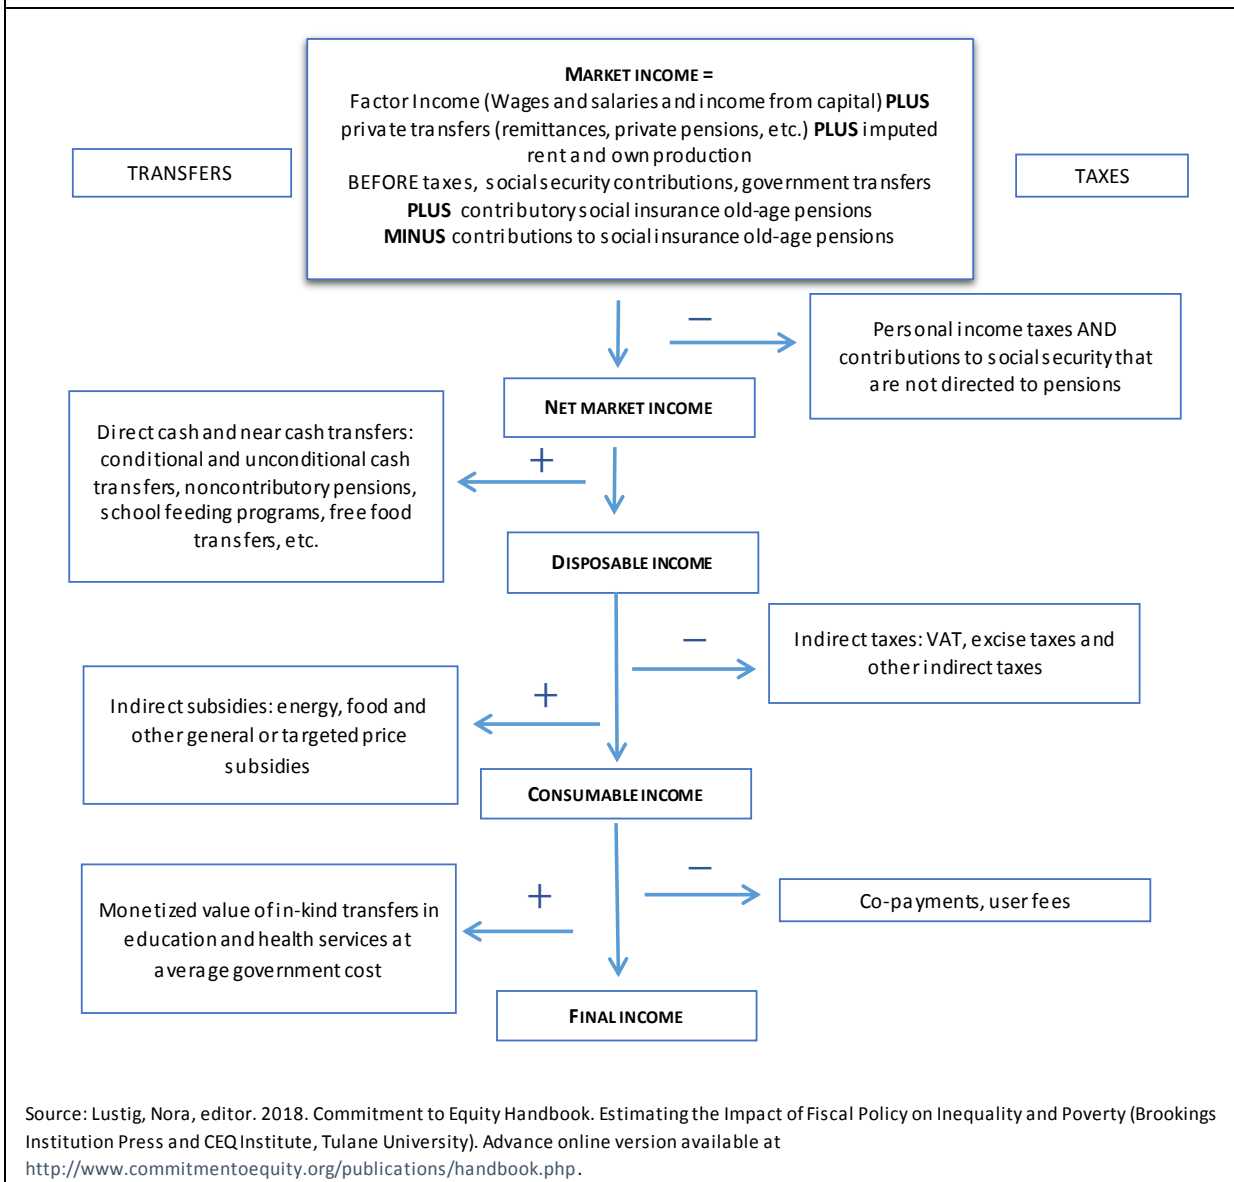 MARKET INCOME =
Factor Income (Wages and salaries and income from capital) PLUS
private transfers (remittances, private pensions, etc.) PLUS imputed
rent and own production
BEFORE taxes, social security contributions, government transfers
PLUS contributory social insurance old-age pensions
MINUS contributions to social insurance old-age pensions
TRANSFERS
TAXES
−
Personal income taxes AND
contributions to social security that
are not directed to pensions
NET MARKET INCOME
Direct cash and near cash transfers:
conditional and unconditional cash
transfers, noncontributory pensions,
school feeding programs, free food
transfers, etc.
+
DISPOSABLE INCOME
−
Indirect taxes: VAT, excise taxes and
other indirect taxes
Indirect subsidies: energy, food and
other general or targeted price
subsidies
+
CONSUMABLE INCOME
−
Co-payments, user fees
Monetized value of in-kind transfers in
education and health services at
average government cost
+
FINAL INCOME
Source: Lustig, Nora, editor. 2018. Commitment to Equity Handbook. Estimating the Impact of Fiscal Policy on Inequality and Poverty (Brookings
Institution Press and CEQ Institute, Tulane University). Advance online version available at
http://www.commitmentoequity.org/publications/handbook.php.